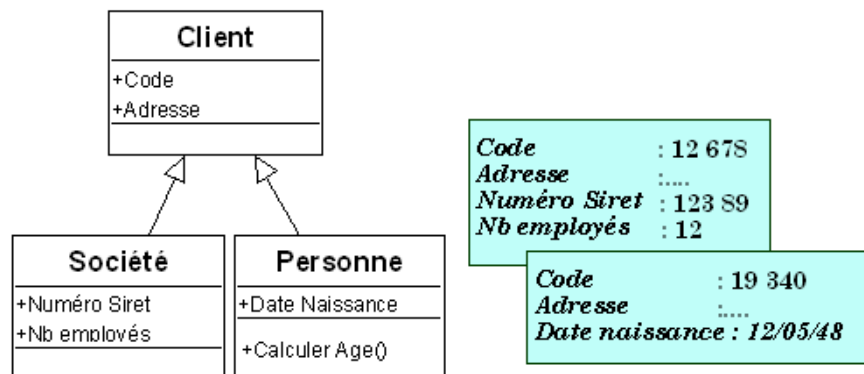 Client
+Code
+Adresse
Société
+Numéro Siret
+Nb employés
Personne
+Date Naissance
+Calculer Age()
Code : 12 678
Adresse :....
Numéro Siret : 123 89
Nb employés : 12
Code : 19 340
Adresse :....
Date naissance : 12/05/48